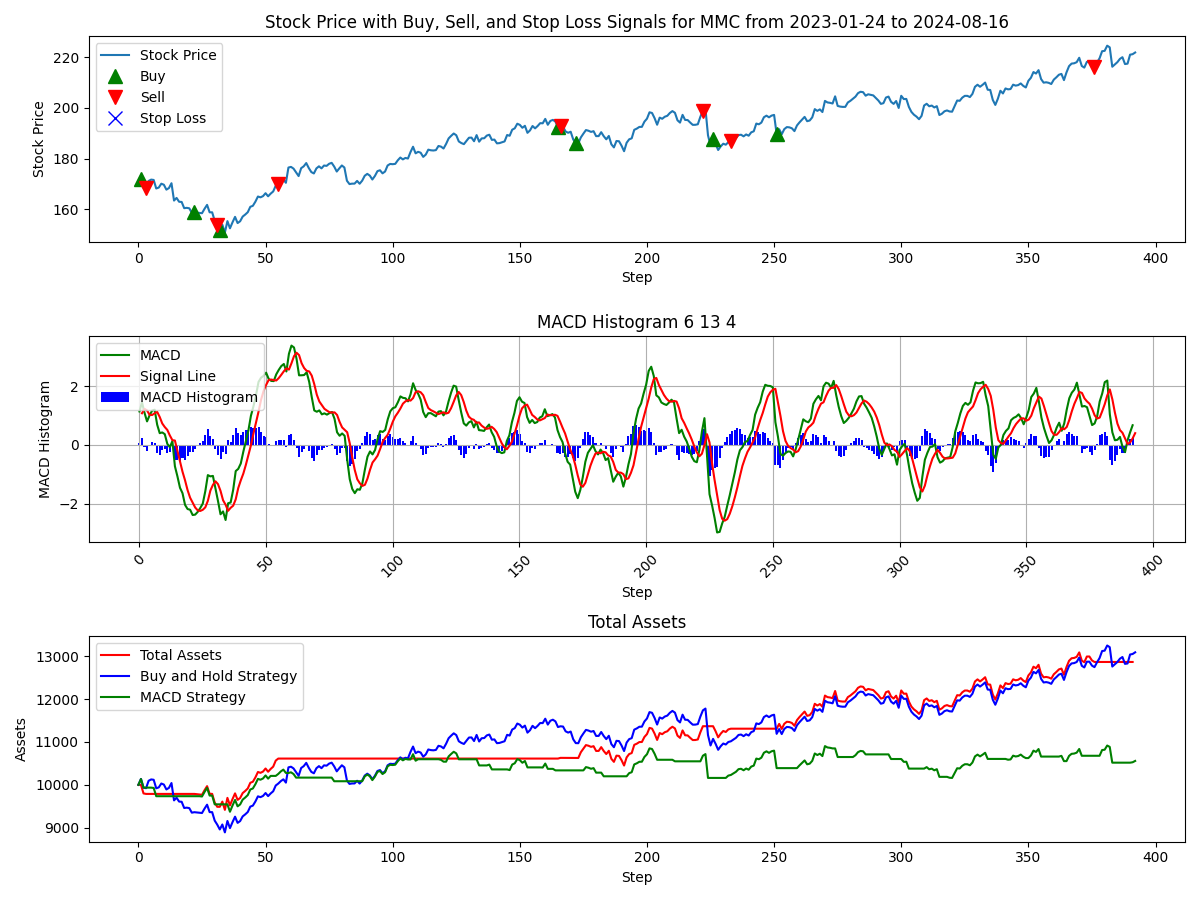 Stock Price with Buy, Sell, and Stop Loss Signals for MMC from 2023-01-24 to 2024-08-16
Stock Price
220
200
180
160
Stock Price
Buy
Sell
Stop Loss
0 50 100 150 200 250 300 350 400
Step
MACD Histogram 6 13 4
MACD Histogram
2
0
−2
MACD
Signal Line
MACD Histogram
0 50 100 150 200 250 300 350 400
Step
Total Assets
Assets
13000
12000
11000
10000
9000
Total Assets
Buy and Hold Strategy
MACD Strategy
0 50 100 150 200 250 300 350 400
Step